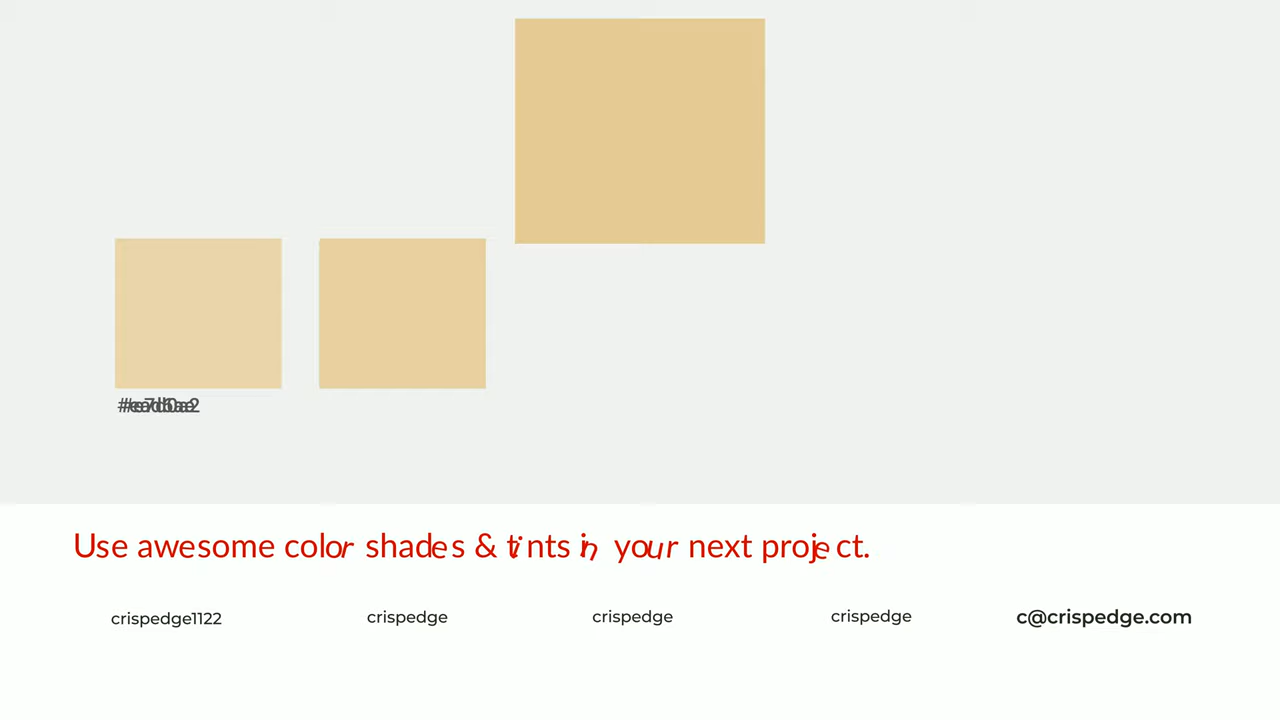 Use awesome color shades & tints in your next project.
crispedge1122 crispedge crispedge crispedge c@crispedge.com